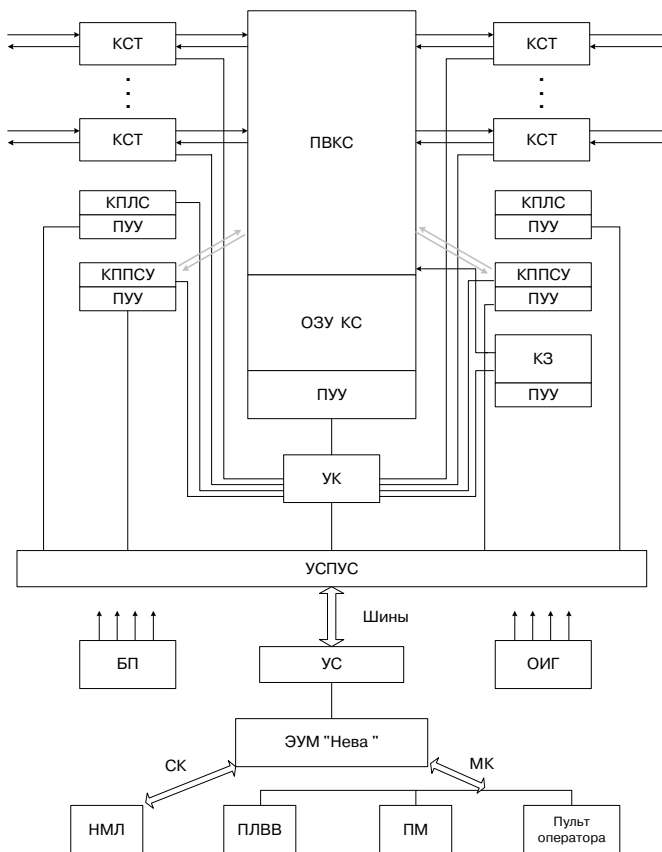 КСТ
КСТ
КСТ
КСТ
ПВКС
КПЛС
ПУУ
КПЛС
ПУУ
КППСУ
ПУУ
КППСУ
ПУУ
ОЗУ КС
КЗ
ПУУ
ПУУ
УК
УСПУС
Шины
БП
УС
ОИГ
ЭУМ "Нева "
СК
МК
НМЛ
ПЛВВ
ПМ
Пульт
оператора